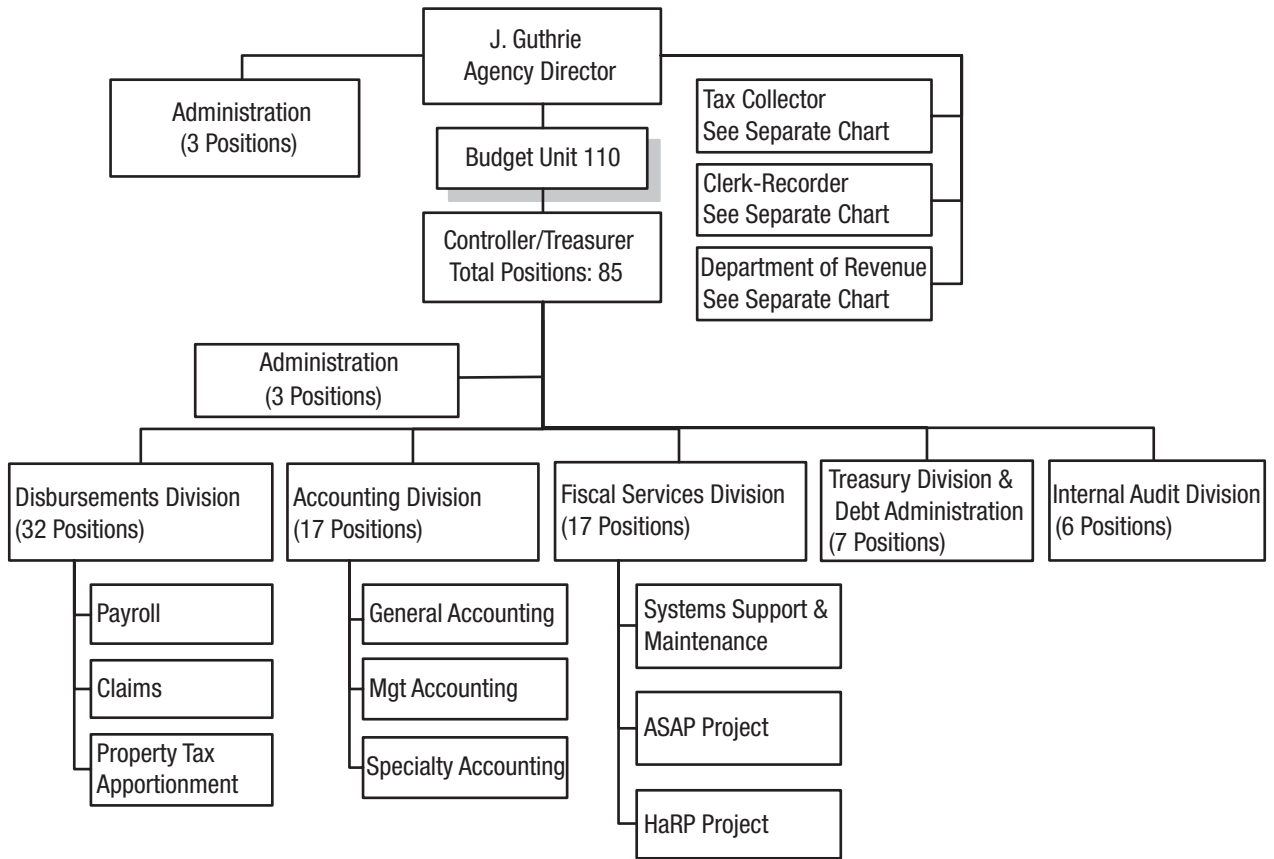 J. Guthrie
Agency Director
Administration
(3 Positions)
Tax Collector
See Separate Chart
Budget Unit 110
Clerk-Recorder
See Separate Chart
Controller/Treasurer
Total Positions: 85
Department of Revenue
See Separate Chart
Administration
(3 Positions)
Disbursements Division
(32 Positions)
Accounting Division
(17 Positions)
Fiscal Services Division
(17 Positions)
Treasury Division &
Debt Administration
(7 Positions)
Internal Audit Division
(6 Positions)
Payroll
Claims
Property Tax
Apportionment
General Accounting
Mgt Accounting
Specialty Accounting
Systems Support &
Maintenance
ASAP Project
HaRP Project